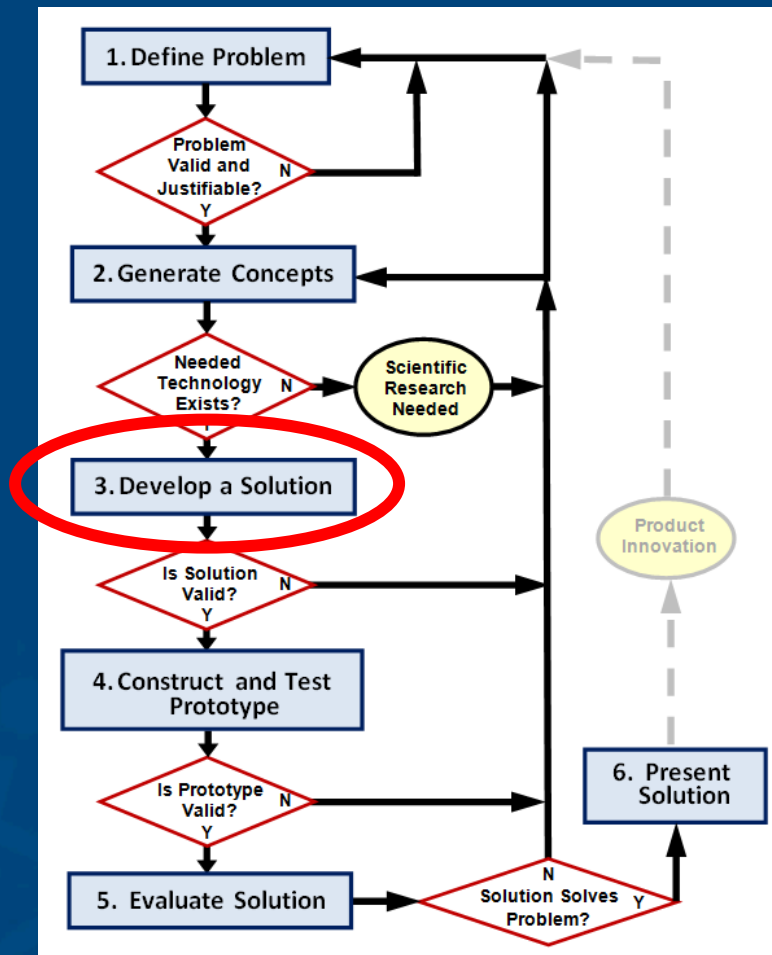 1. Define Problem
Problem
Valid and
Justifiable?
N
Y
2. Generate Concepts
Needed
Technology
Exists?
N
Scientific
Research
Needed
3. Develop a Solution
Is Solution
Valid?
N
Y
Product
Innovation
4. Construct and Test
Prototype
Is Prototype
Valid?
N
Y
6. Present
Solution
5. Evaluate Solution
N
Solution Solves
Problem?
Y